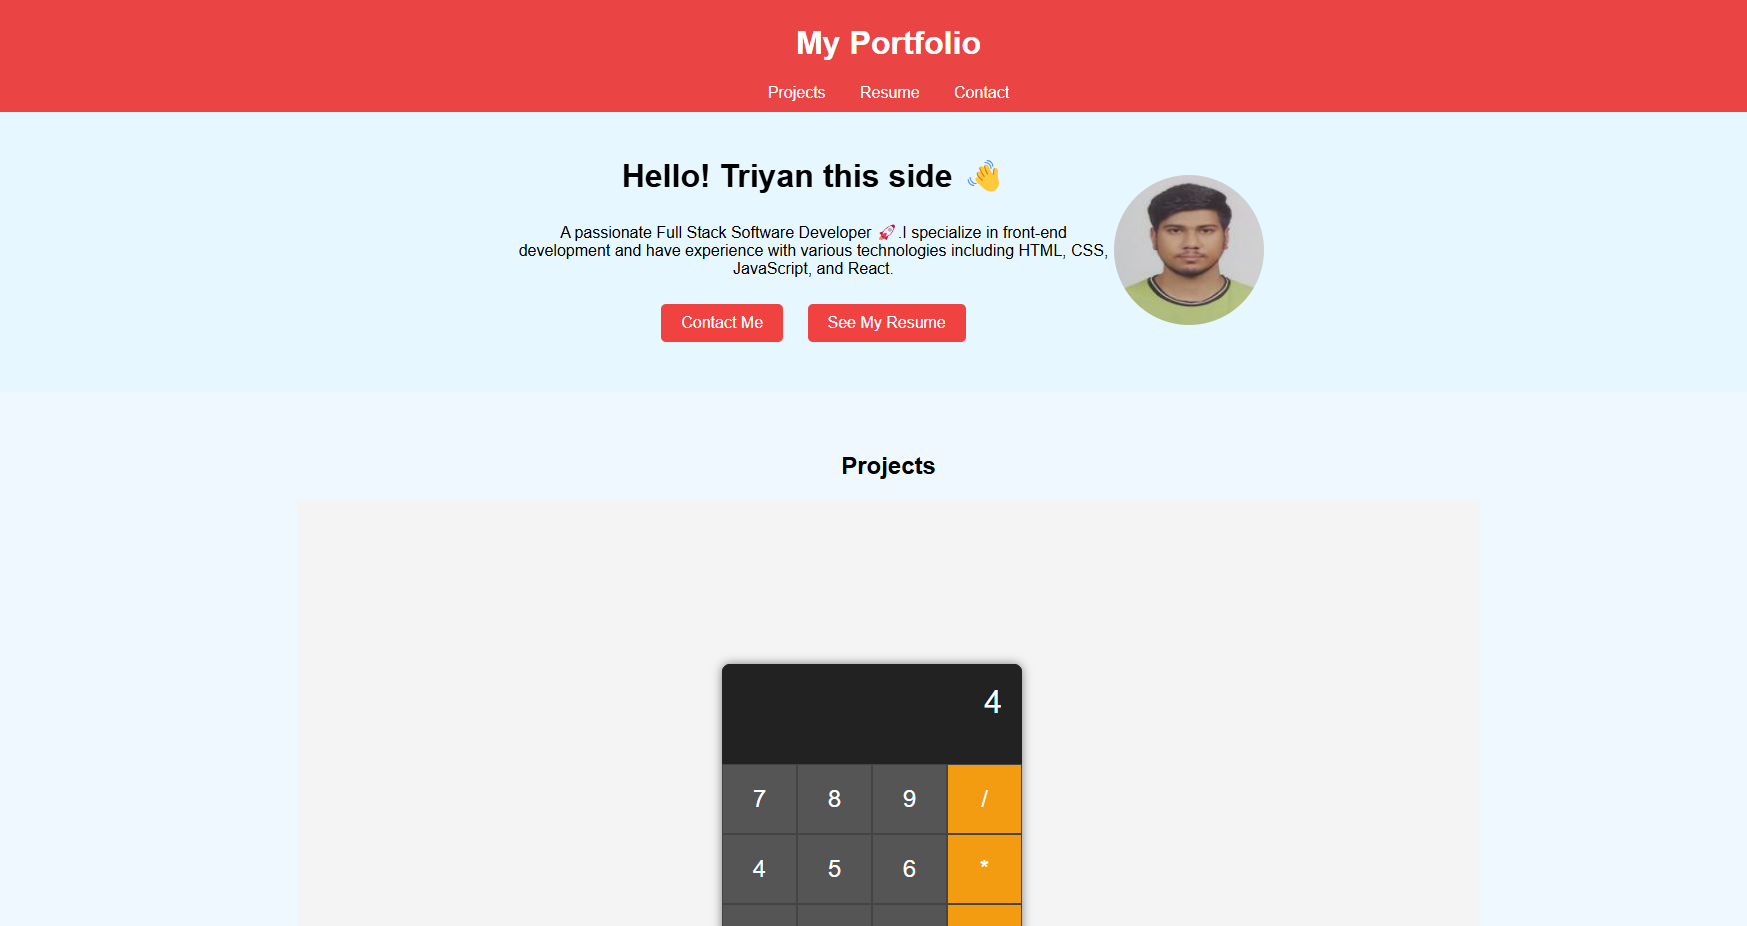 My Portfolio
Projects Resume Contact
Hello! Triyan this side 👋
A passionate Full Stack Software Developer 🚀.I specialize in front-end
development and have experience with various technologies including HTML, CSS,
JavaScript, and React.
Contact Me See My Resume
Projects
4
7 8 9 /
4 5 6 *